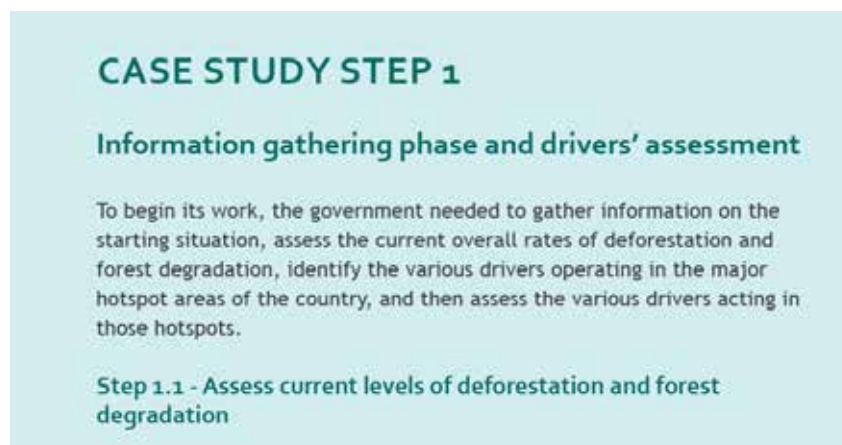 CASE STUDY STEP 1
Information gathering phase and drivers’ assessment
To begin its work, the government needed to gather information on the
starting situation, assess the current overall rates of deforestation and
forest degradation, identify the various drivers operating in the major
hotspot areas of the country, and then assess the various drivers acting in
those hotspots.
Step 1.1 - Assess current levels of deforestation and forest
degradation